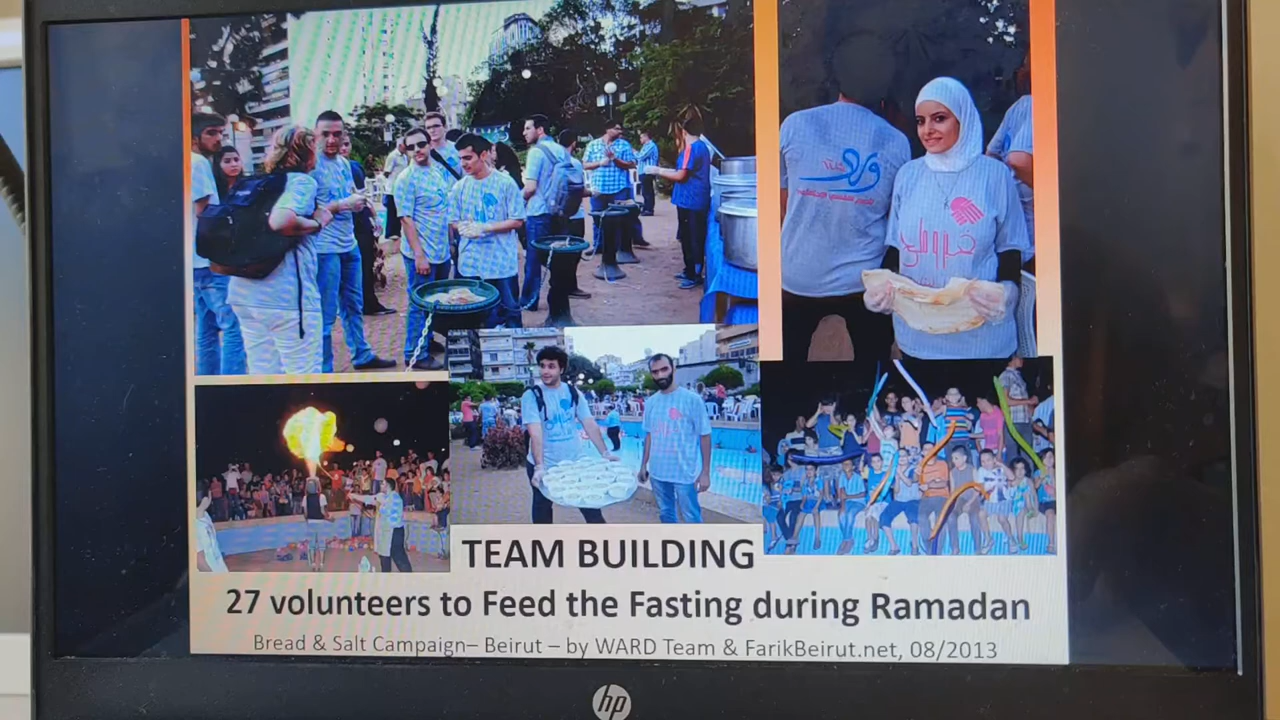 TEAM BUILDING
27 volunteers to Feed the Fasting during Ramadan
Bread & Salt Campaign– Beirut – by WARD Team & FarikBeirut.net, 08/2013
hp